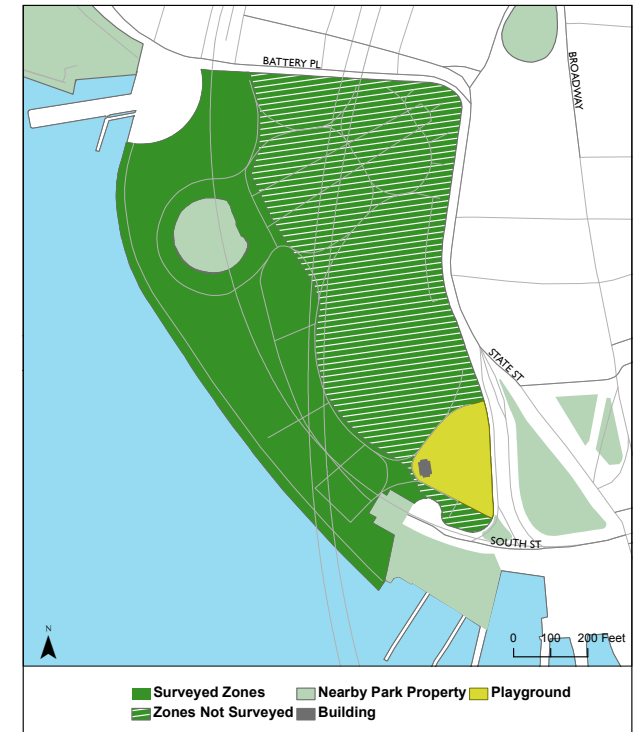 BATTERY PL
BROADWAY
STATE ST
SOUTH ST
N
0 100 200 Feet
Surveyed Zones Nearby Park Property Playground
Zones Not Surveyed Building